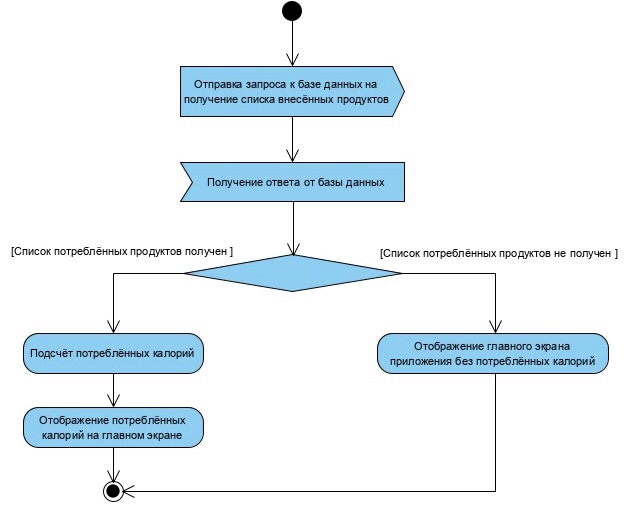 Отправка запроса к базе данных на
получение списка внесённых продуктов
Получение ответа от базы данных
[Список потреблённых продуктов получен ]
[Список потреблённых продуктов не получен ]
Подсчёт потреблённых калорий
Отображение главного экрана
приложения без потреблённых калорий
Отображение потреблённых
калорий на главном экране